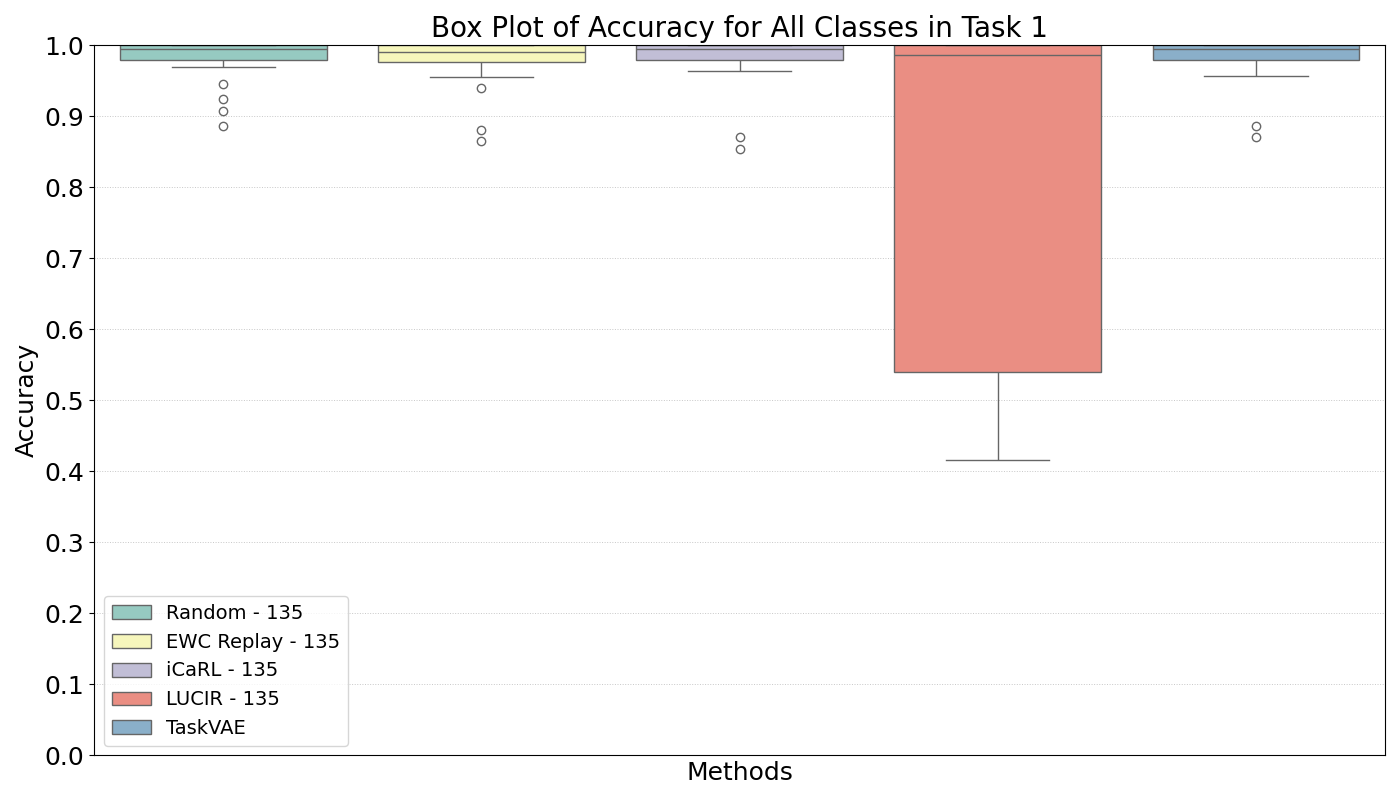 Box Plot of Accuracy for All Classes in Task 1
1.0
0.9
0.8
0.7
0.6
0.5
0.4
0.3
0.2
0.1
0.0
Accuracy
Random - 135
EWC Replay - 135
iCaRL - 135
LUCIR - 135
TaskVAE
Methods